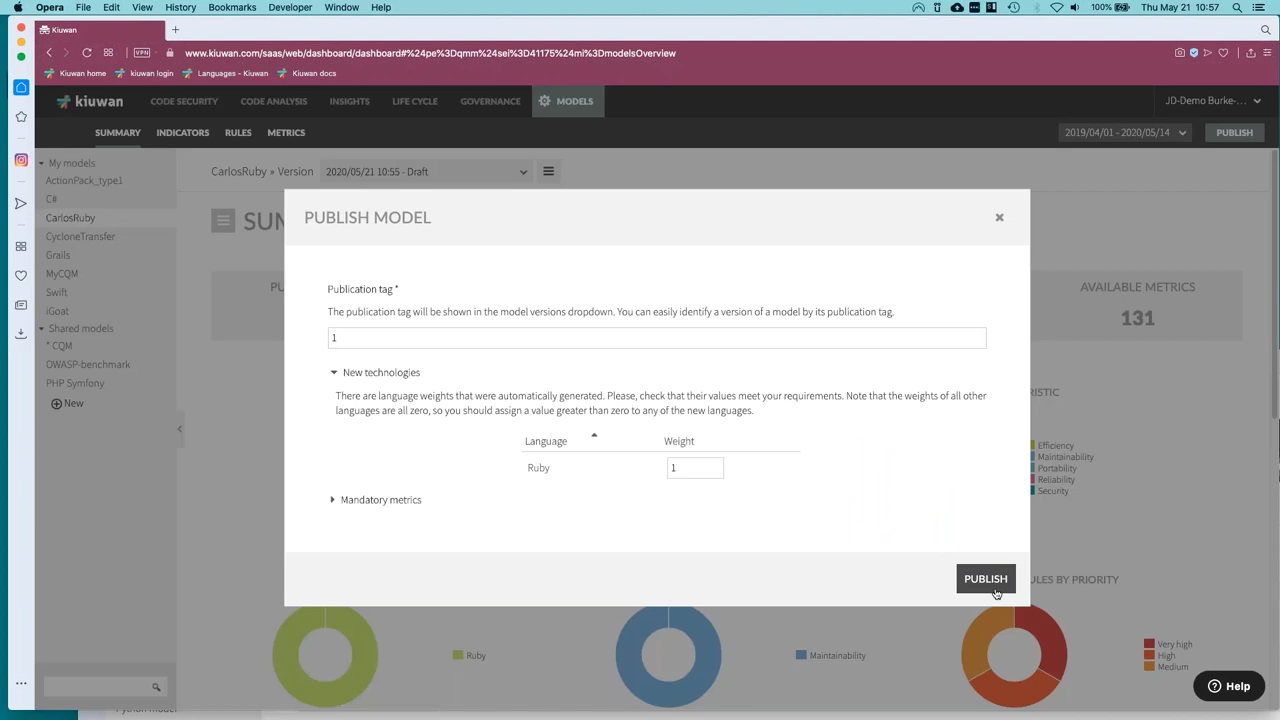 Opera File Edit View History Bookmarks Developer Window Help 100% Thu May 21 10:57
Kiuwan
VPN www.kiuwan.com/saas/web/dashboard/dashboard#%24pe%3Dqmm%24sei%3D41175%24mi%3DmodelsOverview
Kiuwan home kiuwan login Languages - Kiuwan Kiuwan docs
kiuwan CODE SECURITY CODE ANALYSIS INSIGHTS LIFE CYCLE GOVERNANCE MODELS JD-Demo Burke-...
SUMMARY INDICATORS RULES METRICS 2019/04/01 - 2020/05/14 PUBLISH
My models
ActionPack_type1
C#
CarlosRuby
CycloneTransfer
Grails
MyCQM
Swift
iGoat
Shared models
* CQM
OWASP-benchmark
PHP Symfony
New
CarlosRuby » Version 2020/05/21 10:55 - Draft
SUM
PUBLISH MODEL
Publication tag *
The publication tag will be shown in the model versions dropdown. You can easily identify a version of a model by its publication tag.
1
New technologies
There are language weights that were automatically generated. Please, check that their values meet your requirements. Note that the weights of all other
languages are all zero, so you should assign a value greater than zero to any of the new languages.
Language Weight
Ruby 1
Mandatory metrics
PUBLISH
PU
AVAILABLE METRICS
131
RISTIC
Efficiency
Maintainability
Portability
Reliability
Security
ULES BY PRIORITY
Ruby
Maintainability
Very high
High
Medium
Help